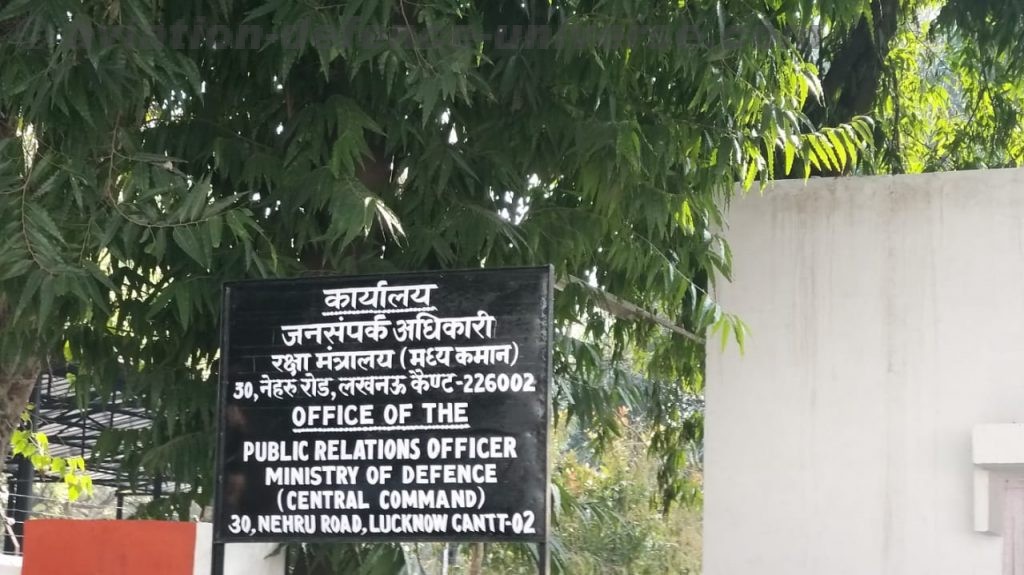 कार्यालय
जनसंपर्क अधिकारी
रक्षा मंत्रालय (मध्य कमान)
30, नेहरु रोड, लखनऊ कैण्ट-226002
OFFICE OF THE
PUBLIC RELATIONS OFFICER
MINISTRY OF DEFENCE
(CENTRAL COMMAND)
30, NEHRU ROAD, LUCKNOW CANTT-02